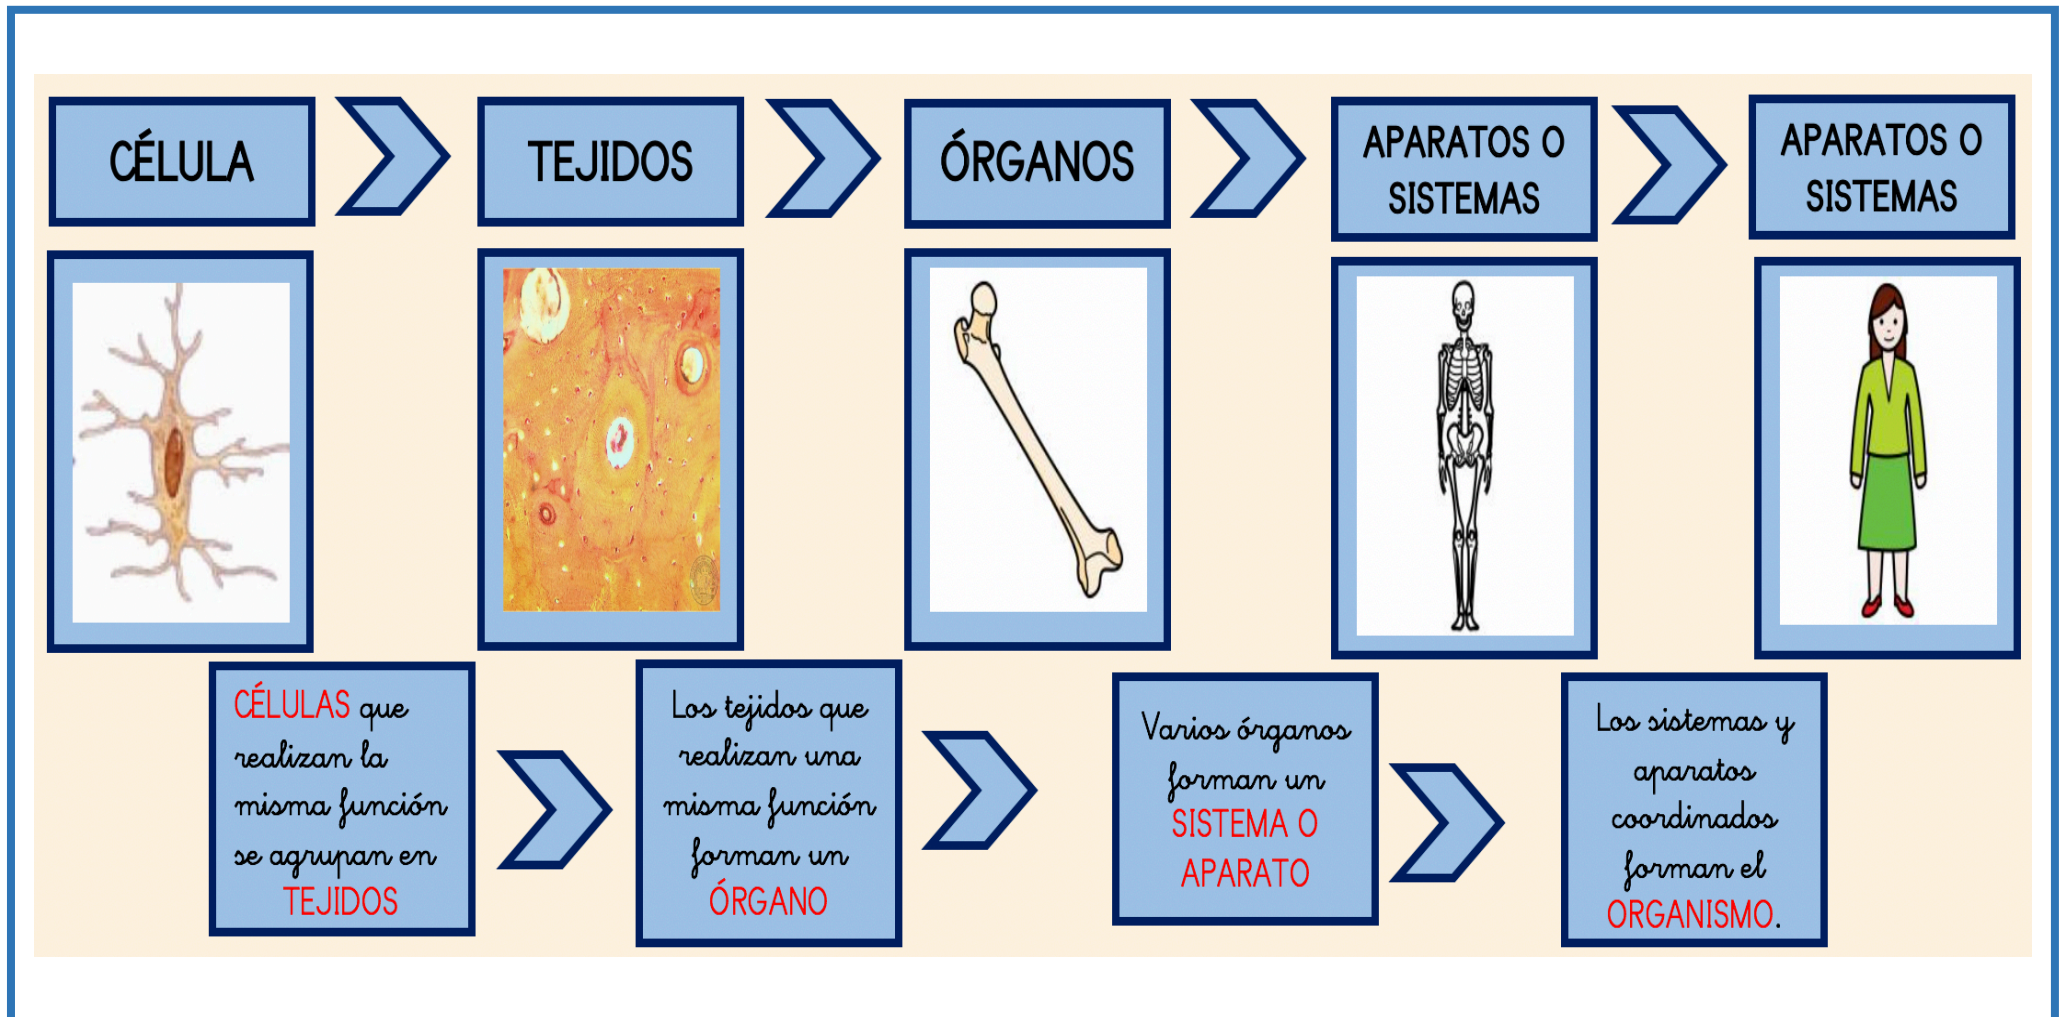 CÉLULA
TEJIDOS
ÓRGANOS
APARATOS O
SISTEMAS
APARATOS O
SISTEMAS
CÉLULAS que
realizan la
misma función
se agrupan en
TEJIDOS
Los tejidos que
realizan una
misma función
forman un
ÓRGANO
Varios órganos
forman un
SISTEMA O
APARATO
Los sistemas y
aparatos
coordinados
forman el
ORGANISMO.